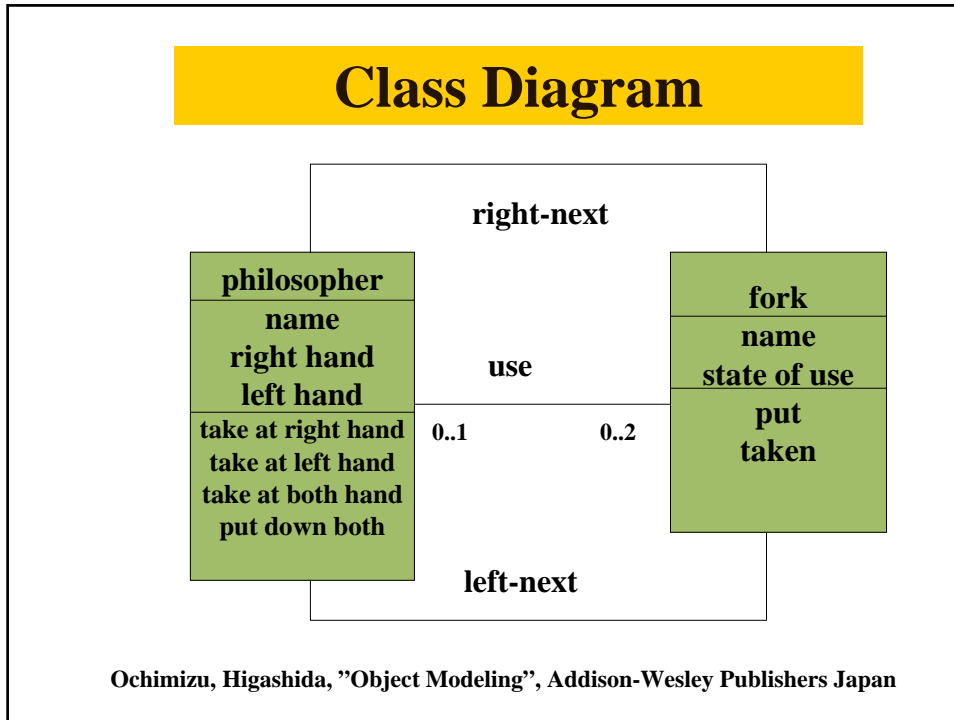 Class Diagram
right-next
philosopher
name
right hand
left hand
take at right hand
take at left hand
take at both hand
put down both
use
0..1
0..2
fork
name
state of use
put
taken
left-next
Ochimizu, Higashida, ”Object Modeling”, Addison-Wesley Publishers Japan